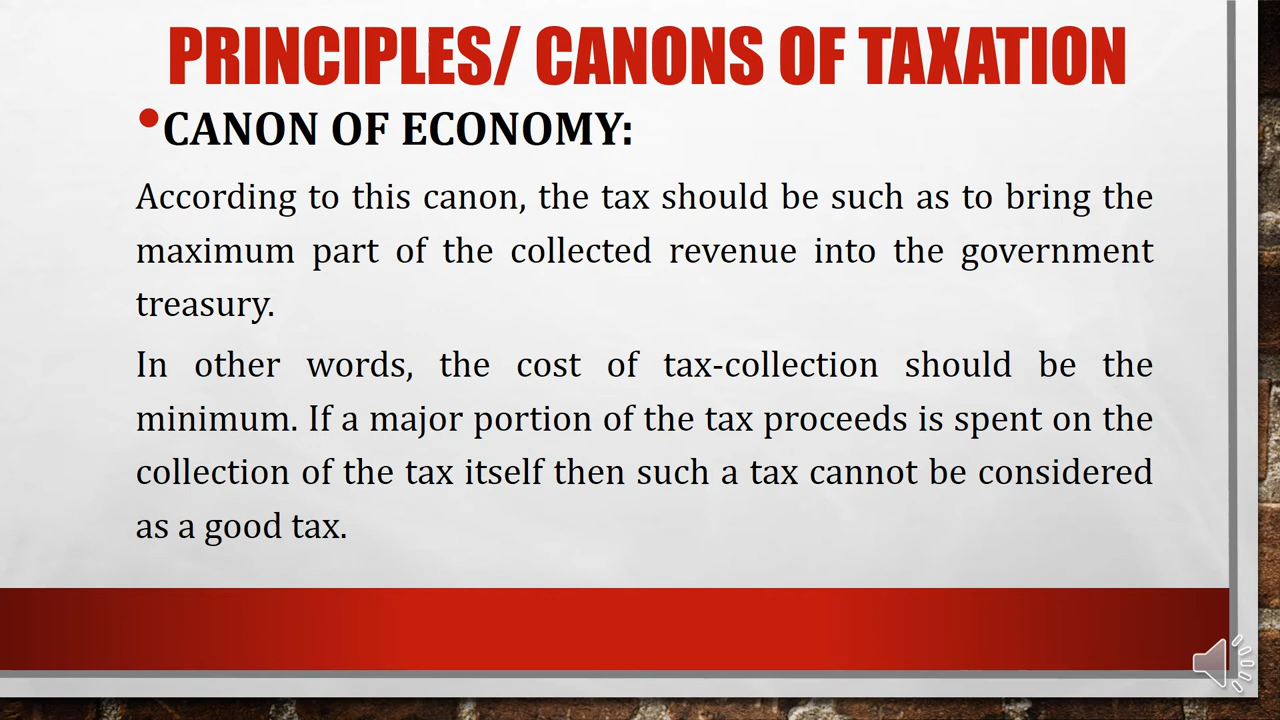 PRINCIPLES/ CANONS OF TAXATION
•CANON OF ECONOMY:
According to this canon, the tax should be such as to bring the
maximum part of the collected revenue into the government
treasury.
In other words, the cost of tax-collection should be the
minimum. If a major portion of the tax proceeds is spent on the
collection of the tax itself then such a tax cannot be considered
as a good tax.